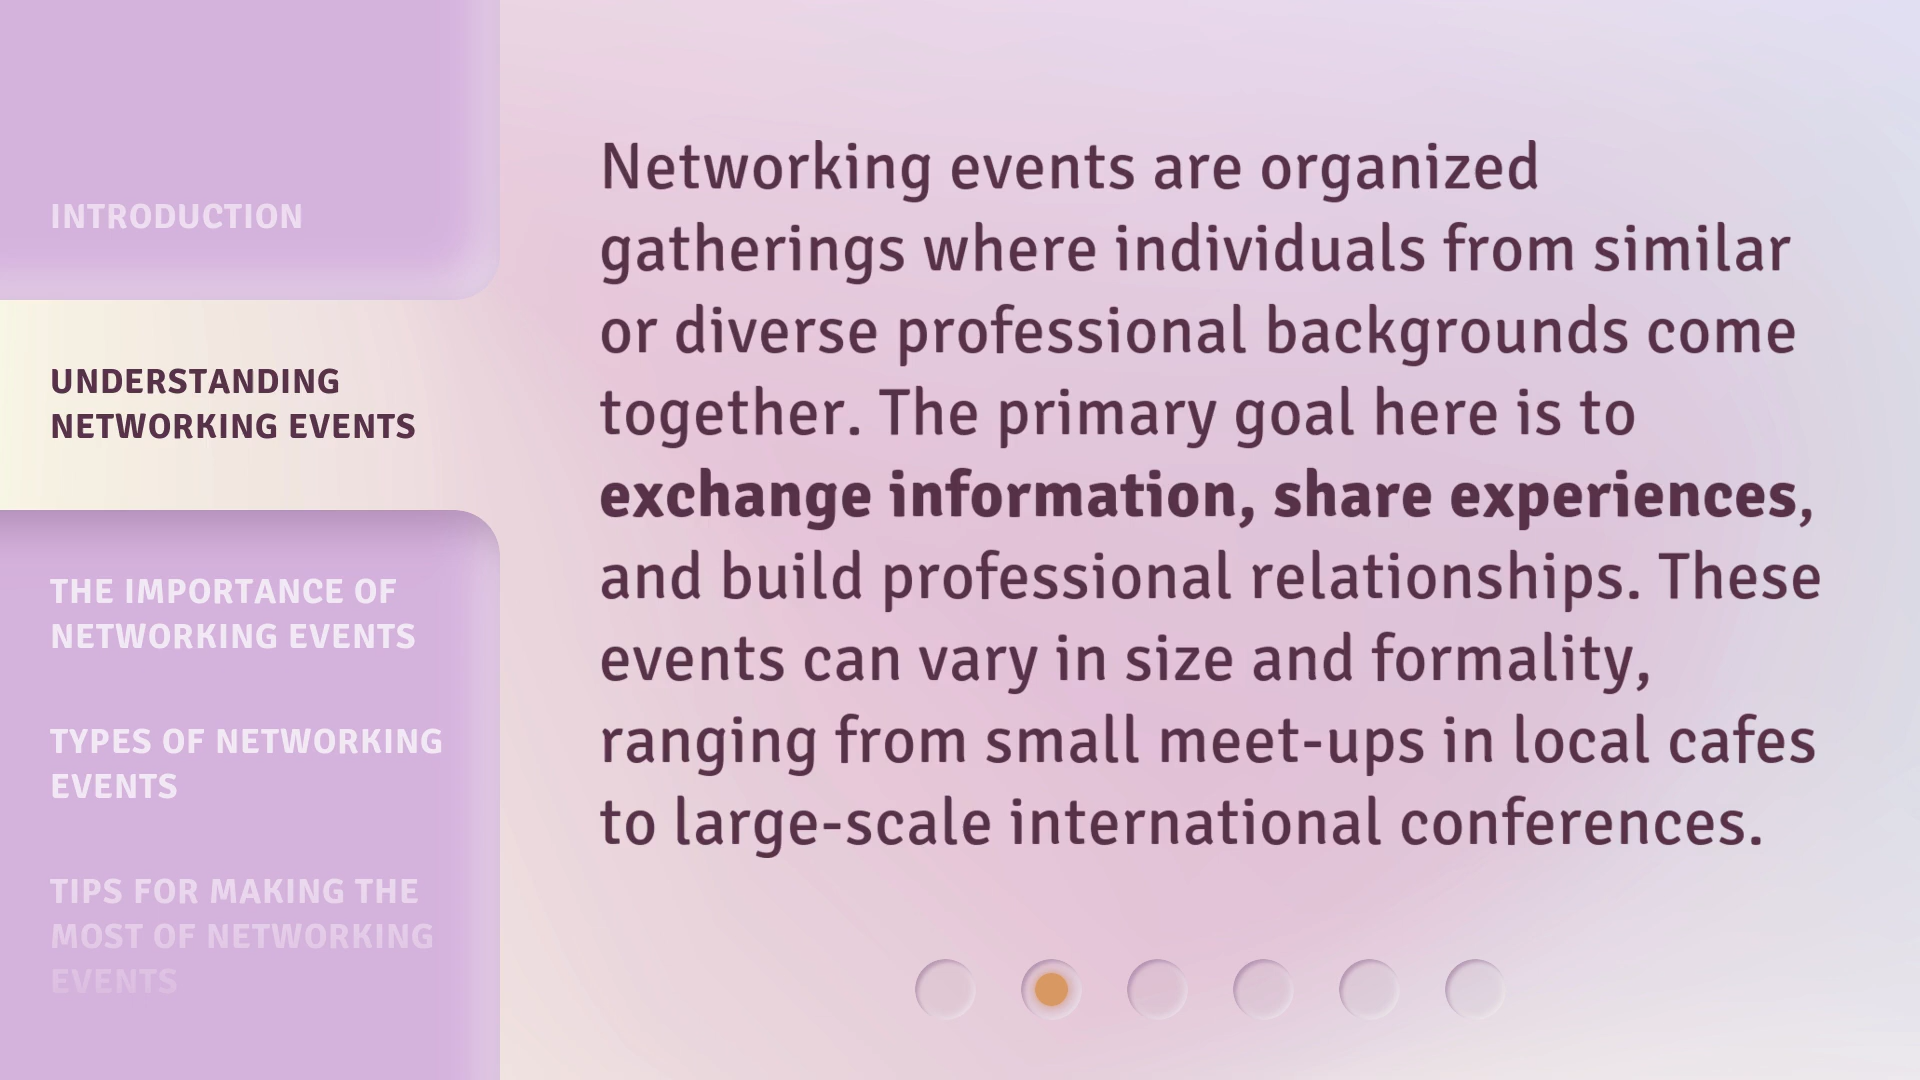 INTRODUCTION
UNDERSTANDING
NETWORKING EVENTS
THE IMPORTANCE OF
NETWORKING EVENTS
TYPES OF NETWORKING
EVENTS
TIPS FOR MAKING THE
MOST OF NETWORKING
EVENTS
Networking events are organized
gatherings where individuals from similar
or diverse professional backgrounds come
together. The primary goal here is to
exchange information, share experiences,
and build professional relationships. These
events can vary in size and formality,
ranging from small meet-ups in local cafes
to large-scale international conferences.